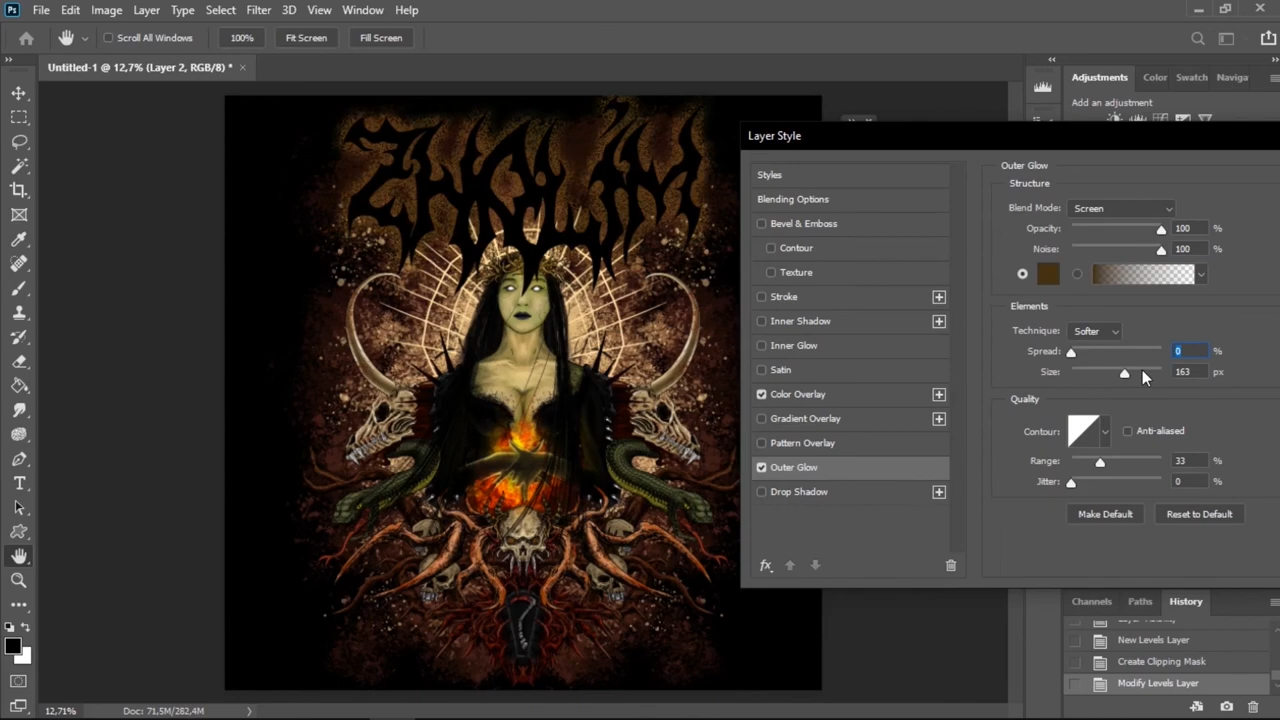 Ps File Edit Image Layer Type Select Filter 3D View Window Help
Scroll All Windows 100% Fit Screen Fill Screen
Untitled-1 @ 12,7% (Layer 2, RGB/8) * ×
Adjustments Color Swatch Naviga
Add an adjustment
Layer Style
Styles
Blending Options
Bevel & Emboss
Contour
Texture
Stroke
Inner Shadow
Inner Glow
Satin
Color Overlay
Gradient Overlay
Pattern Overlay
Outer Glow
Drop Shadow
fx
Outer Glow
Structure
Blend Mode: Screen
Opacity: 100 %
Noise: 100 %
Elements
Technique: Softer
Spread: 0 %
Size: 163 px
Quality
Contour: Anti-aliased
Range: 33 %
Jitter: 0 %
Make Default Reset to Default
Channels Paths History
New Levels Layer
Create Clipping Mask
Modify Levels Layer
12,71% Doc: 71,5M/282,4M